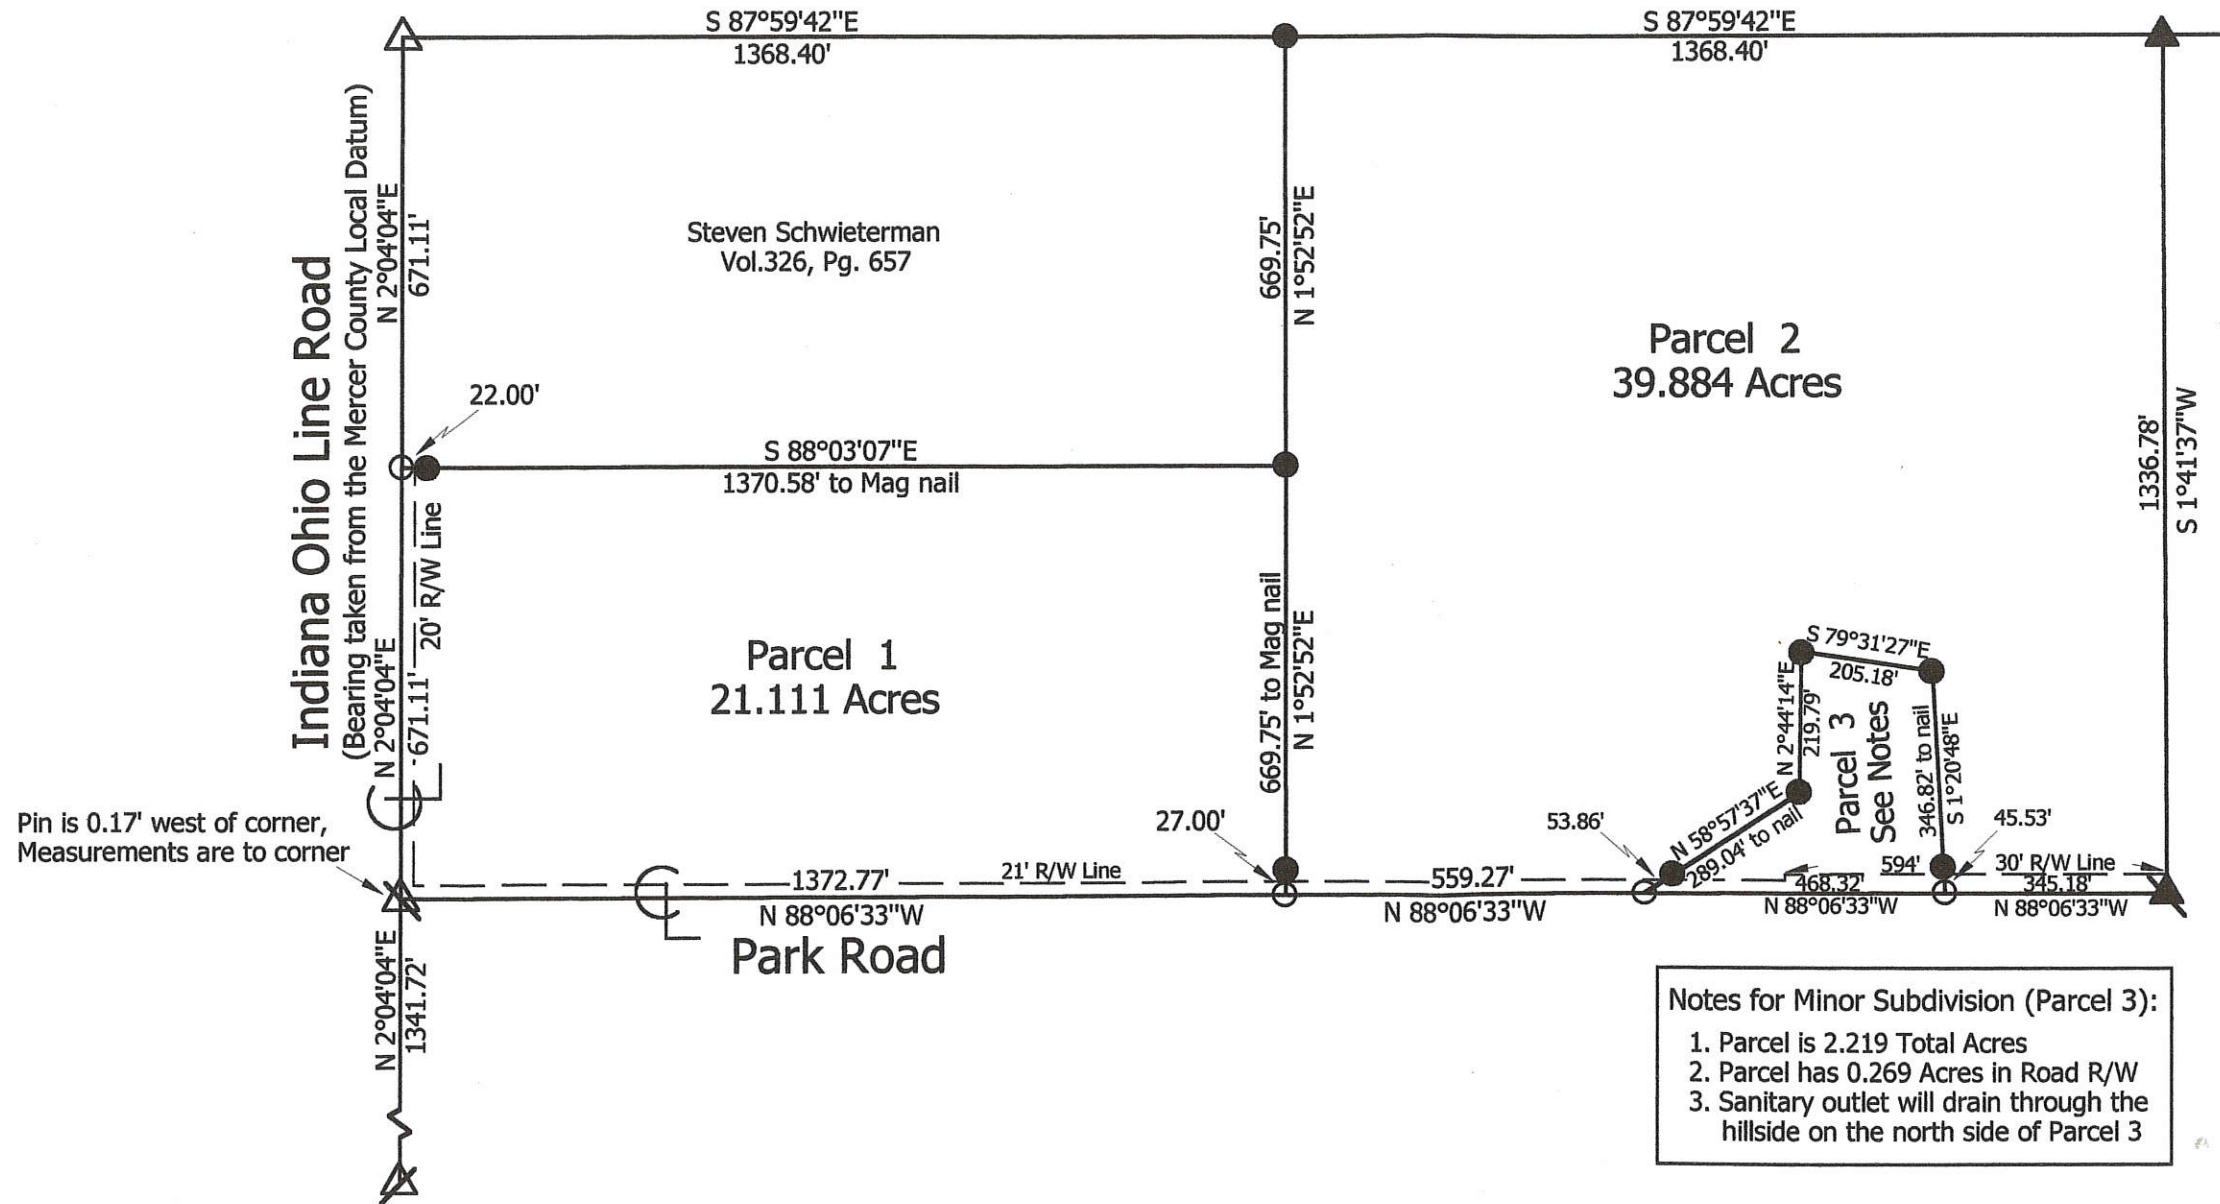 S 87°59'42"E
1368.40'
S 87°59'42"E
1368.40'
Indiana Ohio Line Road
(Bearing taken from the Mercer County Local Datum)
N 2°04'04"E
671.11'
Steven Schwieterman
Vol.326, Pg. 657
669.75'
N 1°52'52"E
Parcel 2
39.884 Acres
1336.78'
S 1°41'37"W
22.00'
S 88°03'07"E
1370.58' to Mag nail
20' R/W Line
N 2°04'04"E
671.11'
Parcel 1
21.111 Acres
669.75' to Mag nail
N 1°52'52"E
S 79°31'27"E
205.18'
N 2°44'14"E
219.79'
Parcel 3
See Notes
346.82' to nail
S 1°20'48"E
N 58°57'37"E
289.04' to nail
Pin is 0.17' west of corner,
Measurements are to corner
27.00'
53.86'
45.53'
1372.77'
21' R/W Line
559.27'
594'
30' R/W Line
468.32'
345.18'
N 88°06'33"W
N 88°06'33"W
N 88°06'33"W
N 88°06'33"W
Park Road
N 2°04'04"E
1341.72'
Notes for Minor Subdivision (Parcel 3):
1. Parcel is 2.219 Total Acres
2. Parcel has 0.269 Acres in Road R/W
3. Sanitary outlet will drain through the
hillside on the north side of Parcel 3